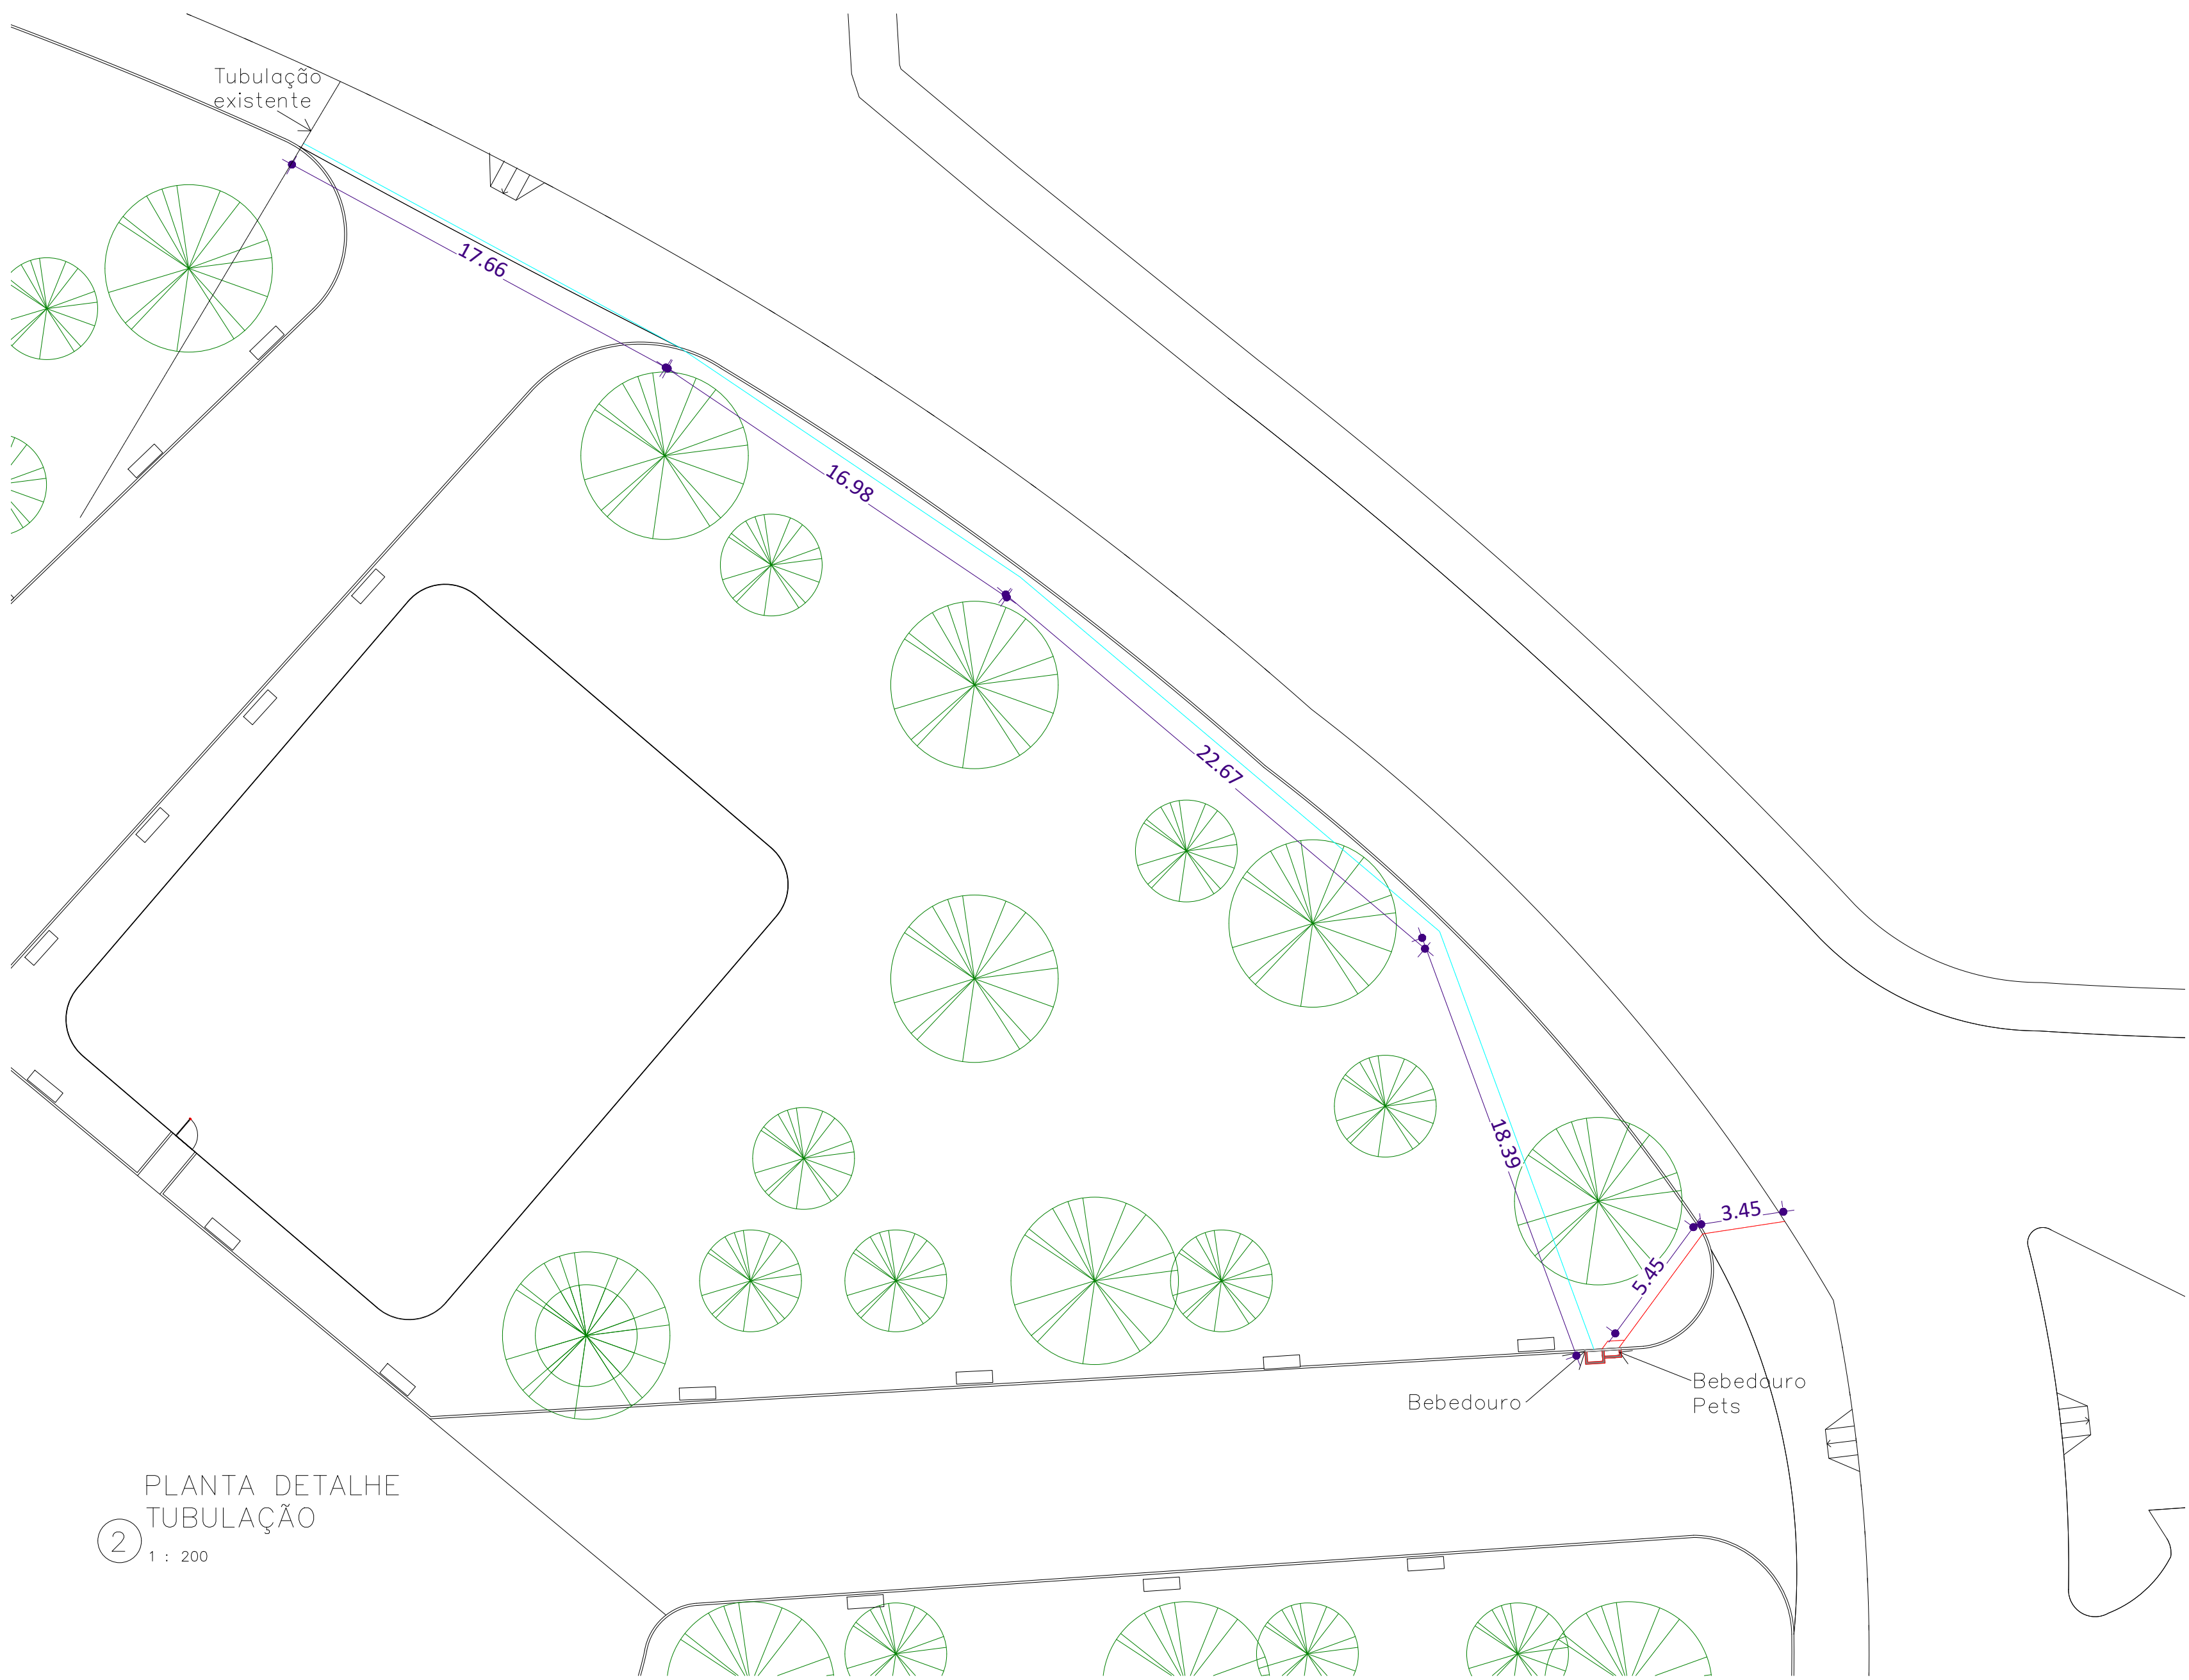 Tubulação
existente
17.66
16.98
22.67
18.39
3.45
5.45
Bebedouro
Bebedouro
Pets
PLANTA DETALHE
TUBULAÇÃO
2
1 : 200